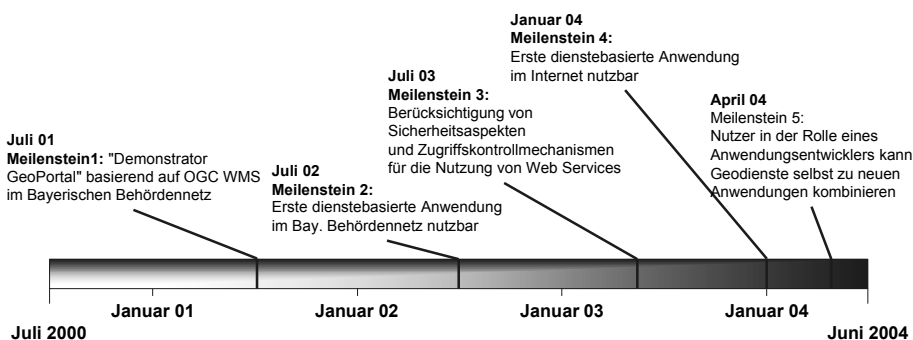 Juli 01
Meilenstein1: "Demonstrator
GeoPortal" basierend auf OGC WMS
im Bayerischen Behördennetz
Juli 02
Meilenstein 2:
Erste dienstebasierte Anwendung
im Bay. Behördennetz nutzbar
Juli 03
Meilenstein 3:
Berücksichtigung von
Sicherheitsaspekten
und Zugriffskontrollmechanismen
für die Nutzung von Web Services
Januar 04
Meilenstein 4:
Erste dienstebasierte Anwendung
im Internet nutzbar
April 04
Meilenstein 5:
Nutzer in der Rolle eines
Anwendungsentwicklers kann
Geodienste selbst zu neuen
Anwendungen kombinieren
Januar 01
Januar 02
Januar 03
Januar 04
Juli 2000
Juni 2004